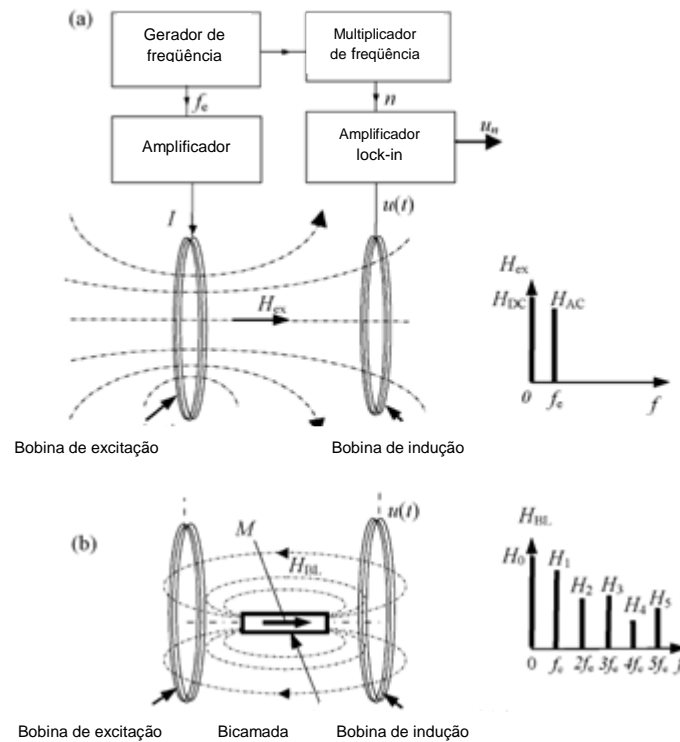 (a)
Gerador de
freqüência
Multiplicador
de freqüência
f_e
n
Amplificador
Amplificador
lock-in
u_n
I
u(t)
H_ex
H_ex
H_DC
H_AC
0
f_e
f
Bobina de excitação
Bobina de indução
(b)
M
H_BL
u(t)
H_BL
H_0
H_1
H_2
H_3
H_4
H_5
0
f_e
2f_e
3f_e
4f_e
5f_e
Bobina de excitação
Bicamada
Bobina de indução